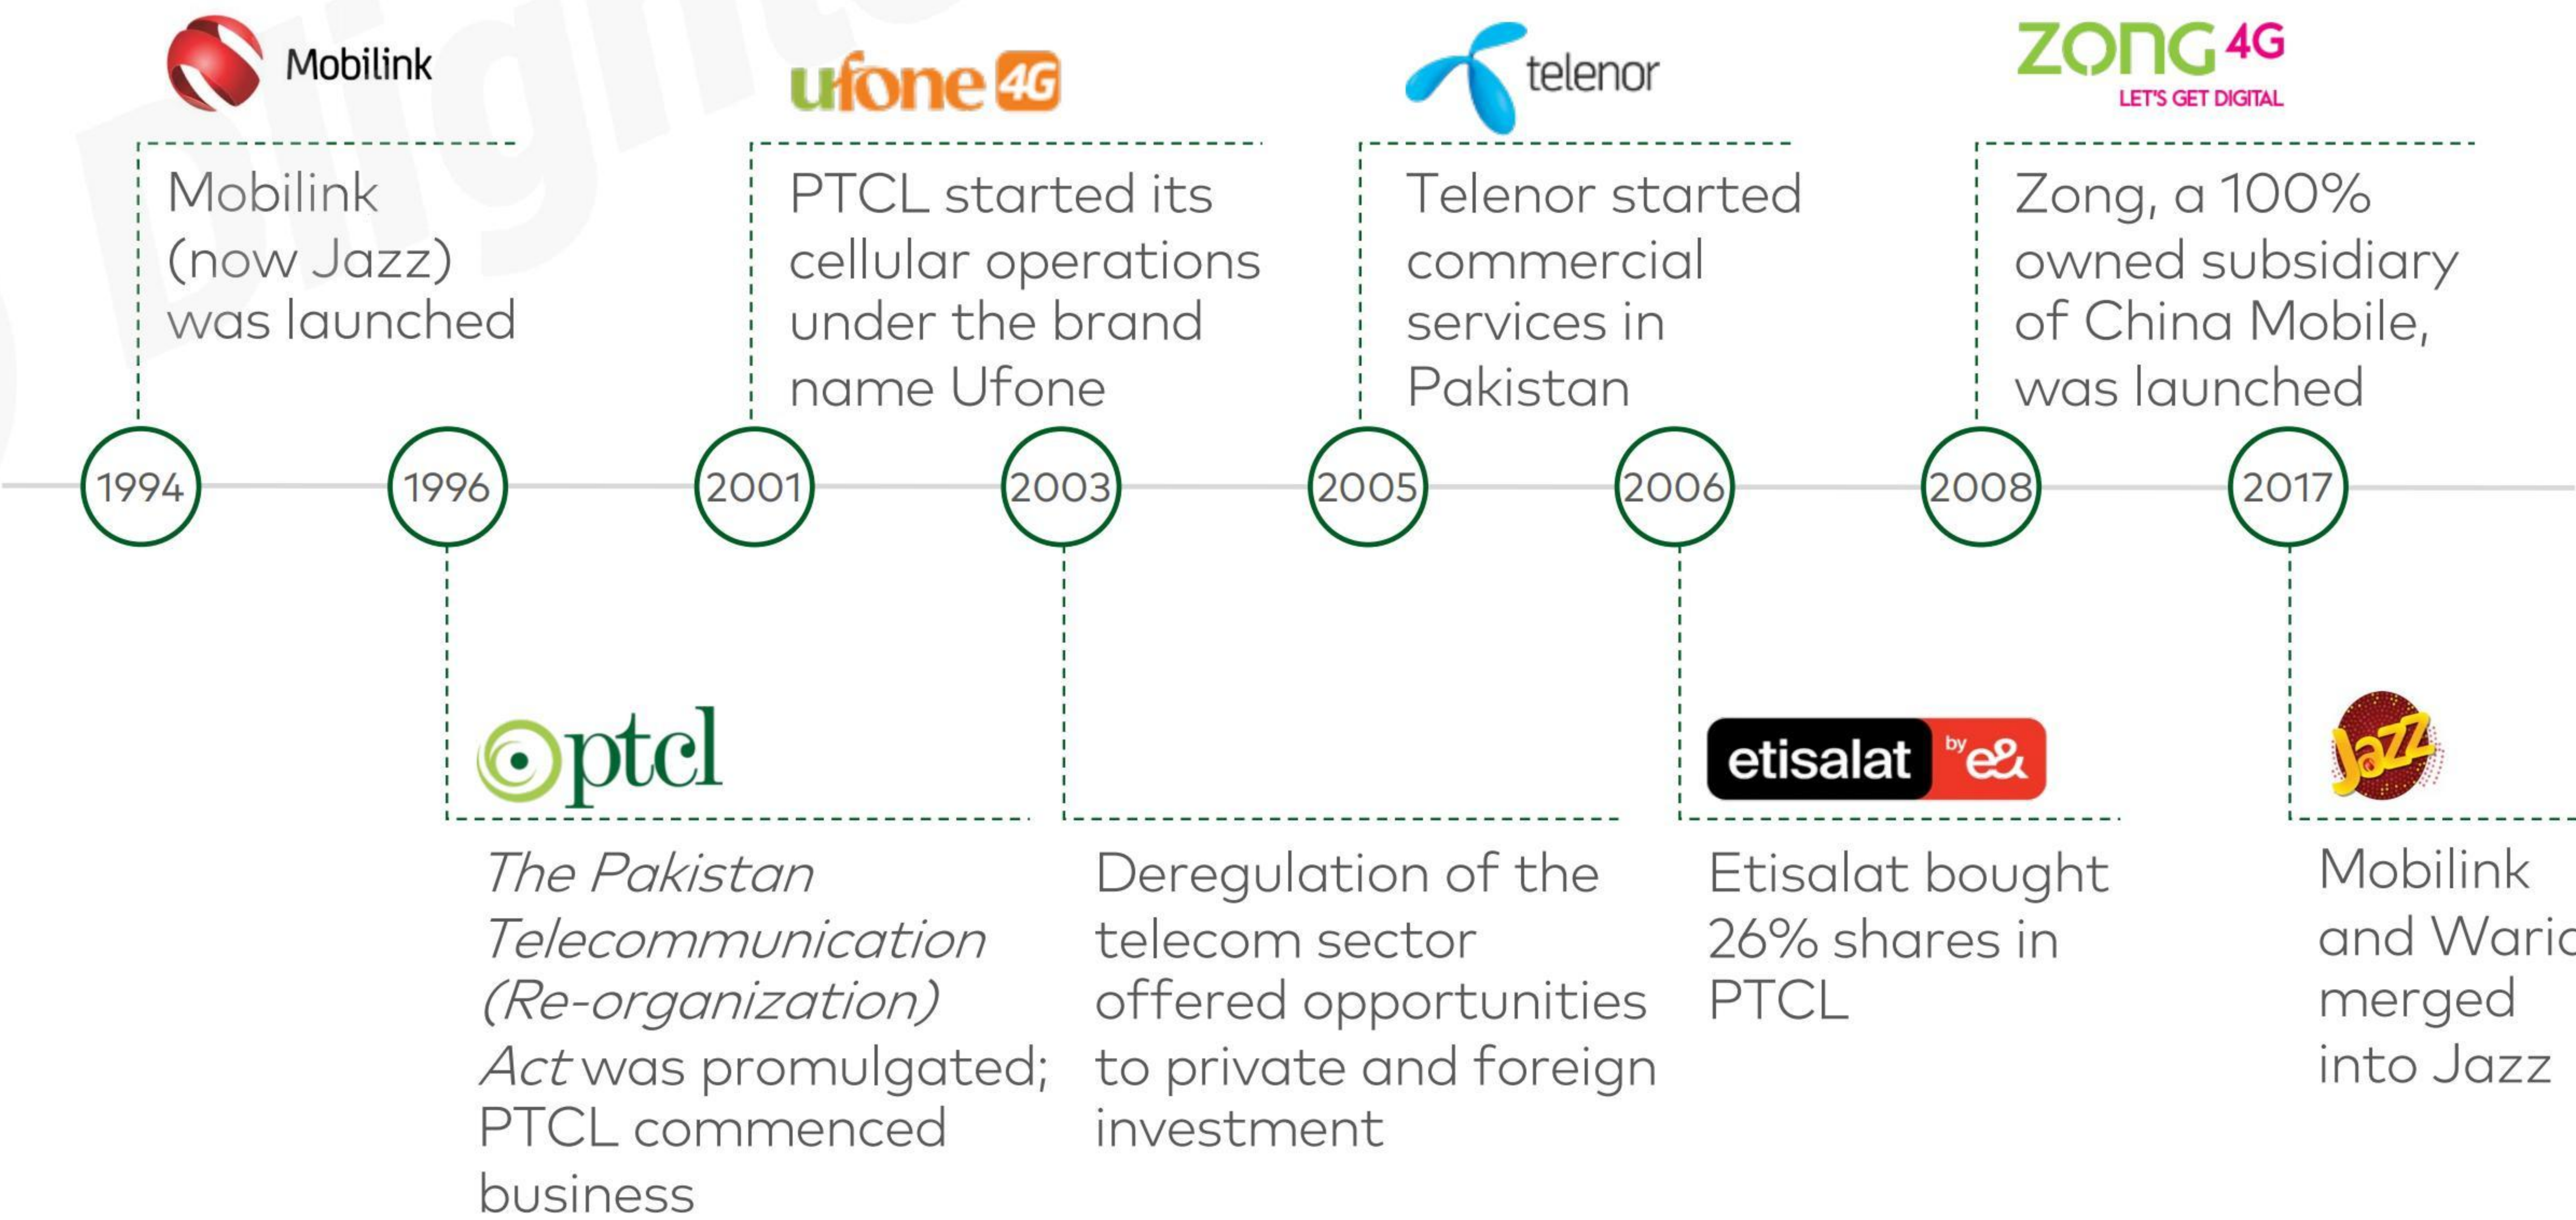 Mobilink
ufone 4G
telenor
ZONG 4G
LET'S GET DIGITAL
Mobilink
(now Jazz)
was launched
PTCL started its
cellular operations
under the brand
name Ufone
Telenor started
commercial
services in
Pakistan
Zong, a 100%
owned subsidiary
of China Mobile,
was launched
1994
1996
2001
2003
2005
2006
2008
2017
ptcl
The Pakistan
Telecommunication
(Re-organization)
Act was promulgated;
PTCL commenced
business
Deregulation of the
telecom sector
offered opportunities
to private and foreign
investment
etisalat by e&
Etisalat bought
26% shares in
PTCL
Jazz
Mobilink
and
merged
into Jazz